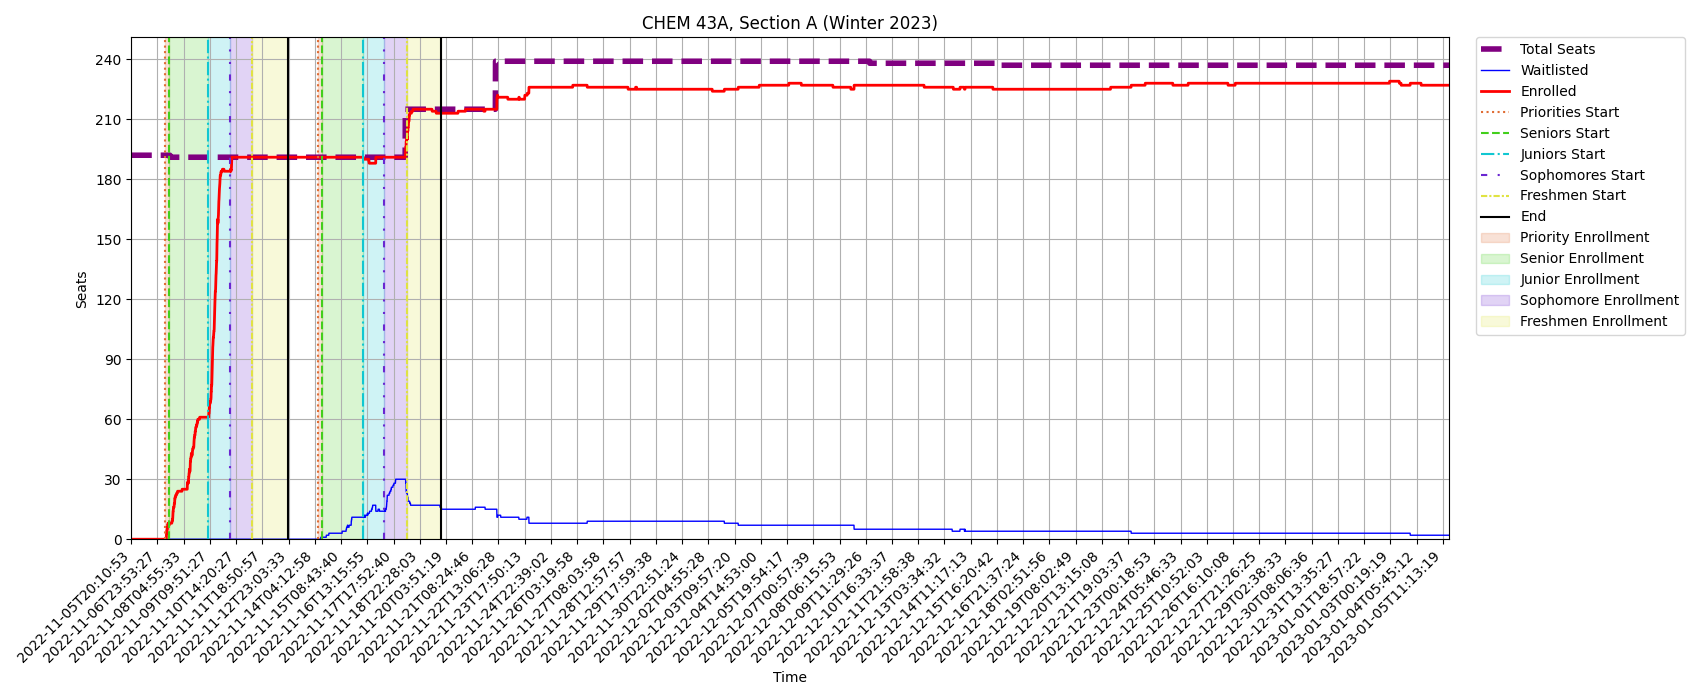 CHEM 43A, Section A (Winter 2023)
Seats
240
210
180
150
120
90
60
30
0
2022-11-05T20:10:53
2022-11-06T23:53:27
2022-11-08T04:55:33
2022-11-09T09:51:27
2022-11-10T14:20:27
2022-11-11T18:50:57
2022-11-12T23:03:33
2022-11-14T04:12:58
2022-11-15T08:43:40
2022-11-16T13:15:55
2022-11-17T17:52:40
2022-11-18T22:28:03
2022-11-20T03:51:19
2022-11-21T08:24:46
2022-11-22T13:06:28
2022-11-23T17:50:13
2022-11-24T22:39:02
2022-11-26T03:19:58
2022-11-27T08:03:58
2022-11-28T12:57:57
2022-11-29T17:59:38
2022-11-30T22:51:24
2022-12-02T04:55:28
2022-12-03T09:57:20
2022-12-04T14:53:00
2022-12-05T19:54:17
2022-12-07T00:57:39
2022-12-08T06:15:53
2022-12-09T11:29:26
2022-12-10T16:33:37
2022-12-11T21:58:38
2022-12-13T03:34:32
2022-12-14T11:17:13
2022-12-15T16:20:42
2022-12-16T21:37:24
2022-12-18T02:51:56
2022-12-19T08:02:49
2022-12-20T13:15:08
2022-12-21T19:03:37
2022-12-23T00:18:53
2022-12-24T05:46:33
2022-12-25T10:52:03
2022-12-26T16:10:08
2022-12-27T21:26:25
2022-12-29T02:38:33
2022-12-30T08:06:36
2022-12-31T13:35:27
2023-01-01T18:57:22
2023-01-03T00:19:19
2023-01-04T05:45:12
2023-01-05T11:13:19
Time
Total Seats
Waitlisted
Enrolled
Priorities Start
Seniors Start
Juniors Start
Sophomores Start
Freshmen Start
End
Priority Enrollment
Senior Enrollment
Junior Enrollment
Sophomore Enrollment
Freshmen Enrollment